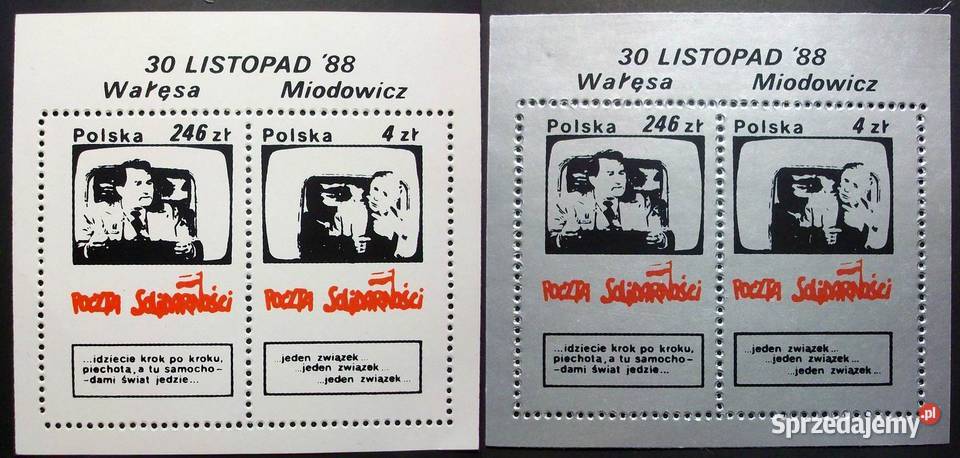 30 LISTOPAD '88
Wałęsa Miodowicz
Polska 246 zł
Polska 4 zł
POCZTA SOLIDARNOŚCI
POCZTA SOLIDARNOŚCI
...idziecie krok po kroku,
piechotą, a tu samocho-
-dami świat jedzie...
...jeden związek...
...jeden związek...
...jeden związek...
30 LISTOPAD '88
Wałęsa Miodowicz
Polska 246 zł
Polska 4 zł
POCZTA SOLIDARNOŚCI
POCZTA SOLIDARNOŚCI
...idziecie krok po kroku,
piechotą, a tu samocho-
-dami świat jedzie...
...jeden związek...
...jeden związek...
...jeden związek...
Sprzedajemy.pl